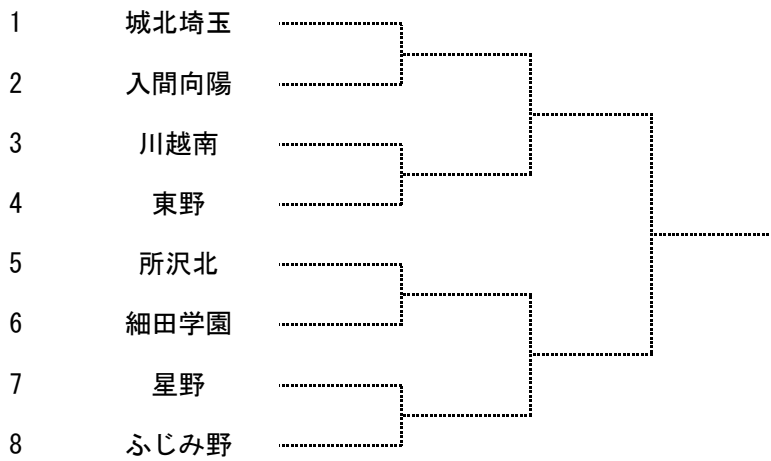 1 城北埼玉
2 入間向陽
3 川越南
4 東野
5 所沢北
6 細田学園
7 星野
8 ふじみ野